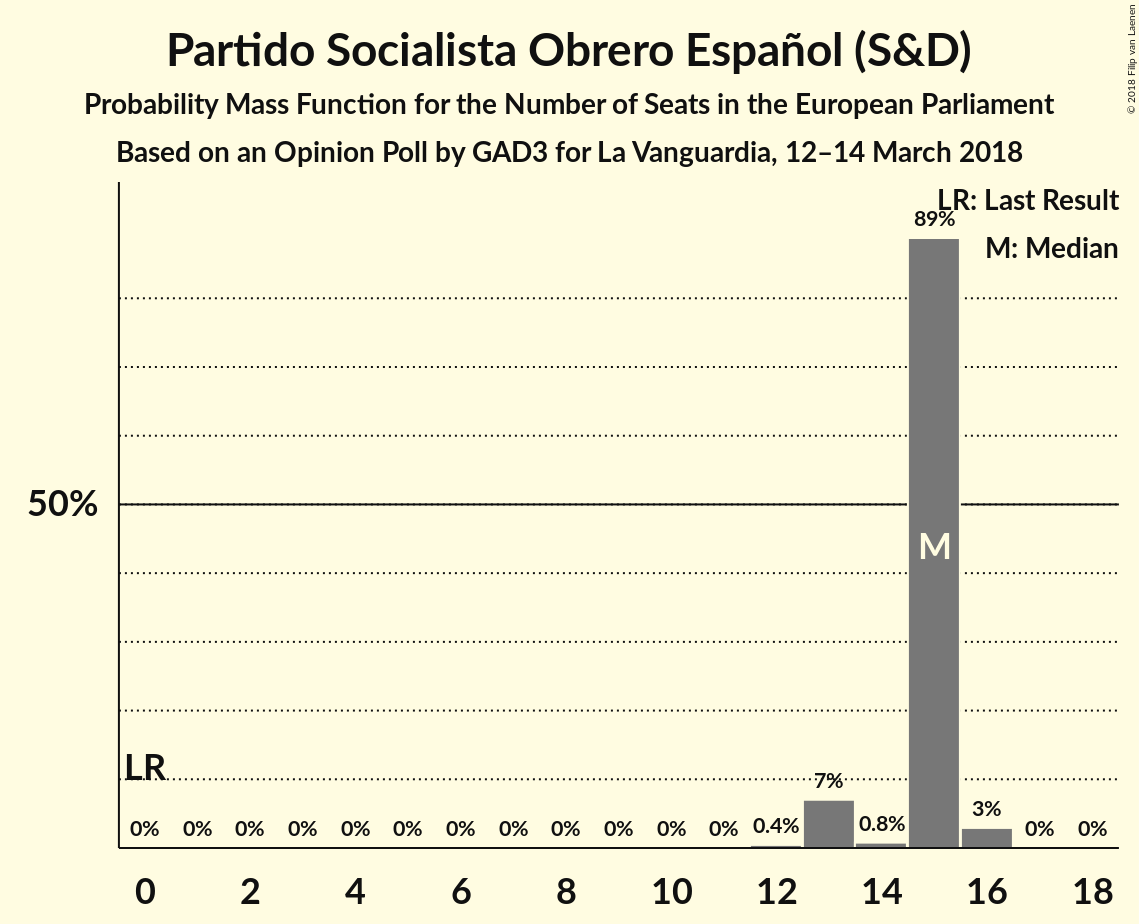 Partido Socialista Obrero Español (S&D)
Probability Mass Function for the Number of Seats in the European Parliament
Based on an Opinion Poll by GAD3 for La Vanguardia, 12–14 March 2018
© 2018 Filip van Laenen
LR: Last Result
M: Median
89%
50%
M
LR
0% 0% 0% 0% 0% 0% 0% 0% 0% 0% 0% 0% 0.4% 7% 0.8% 3% 0% 0%
0 2 4 6 8 10 12 14 16 18